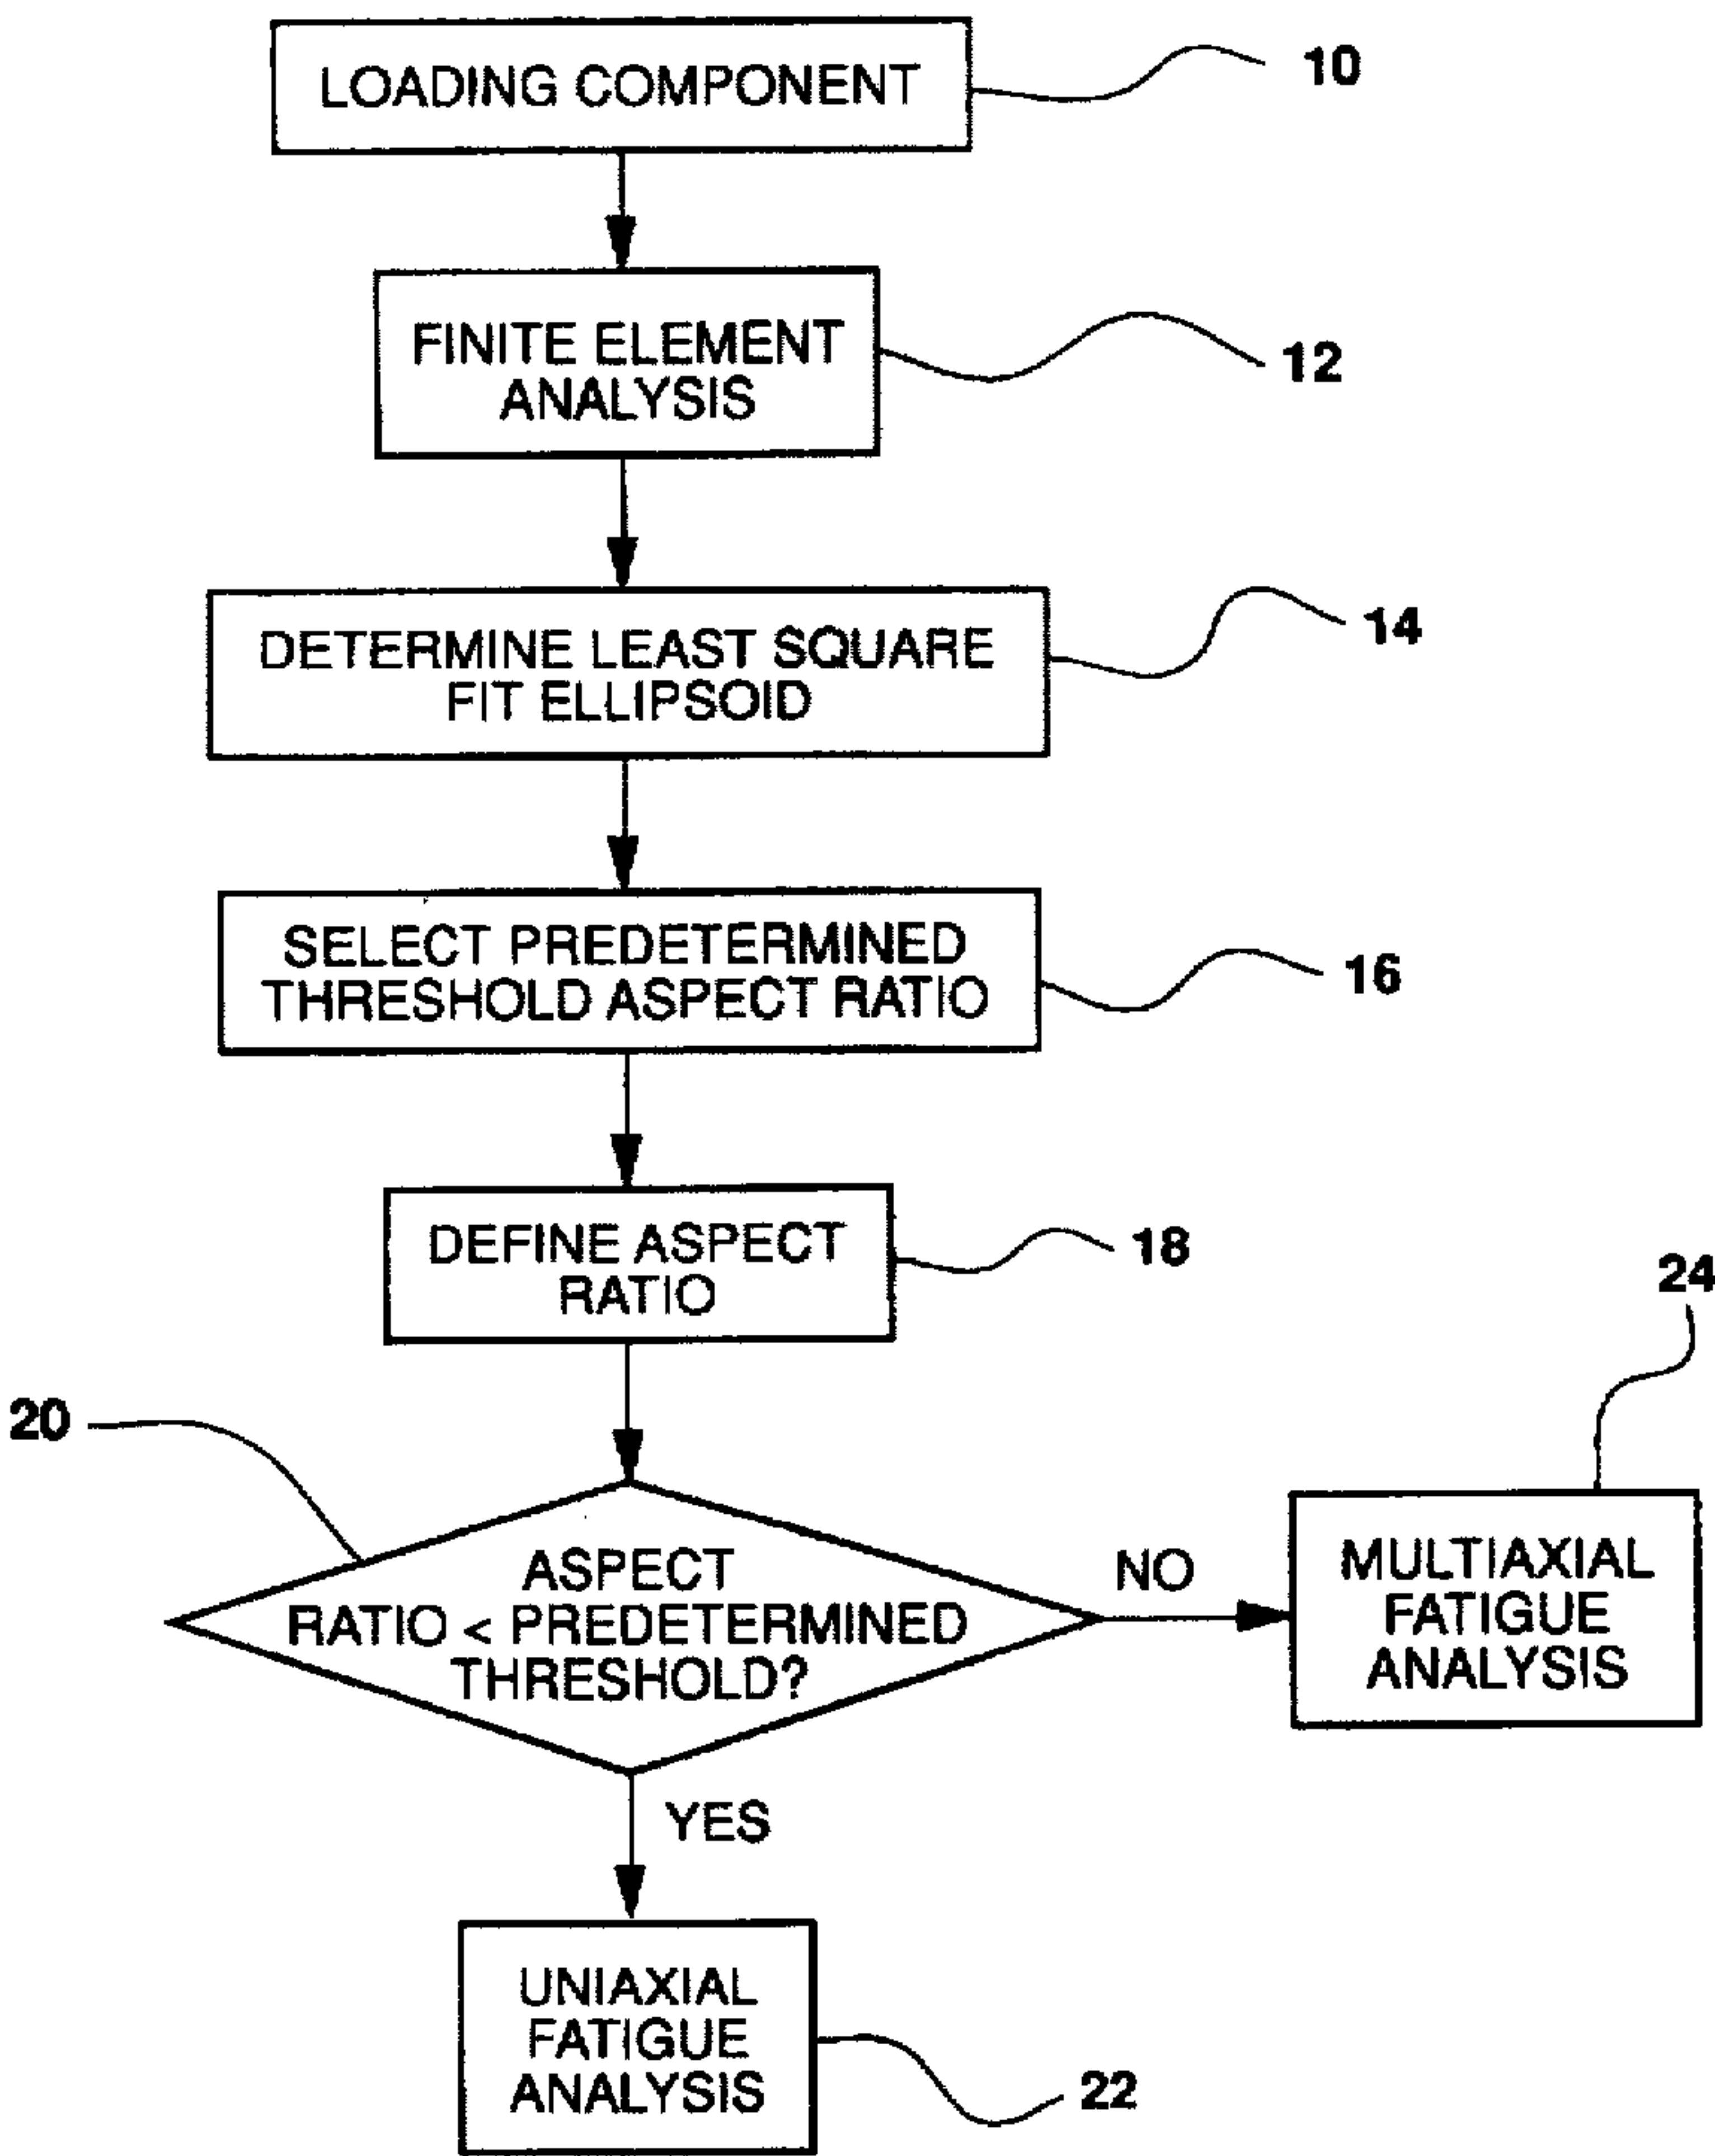 LOADING COMPONENT
10
FINITE ELEMENT
ANALYSIS
12
DETERMINE LEAST SQUARE
FIT ELLIPSOID
14
SELECT PREDETERMINED
THRESHOLD ASPECT RATIO
16
DEFINE ASPECT
RATIO
18
20
ASPECT
RATIO < PREDETERMINED
THRESHOLD?
NO
24
MULTIAXIAL
FATIGUE
ANALYSIS
YES
UNIAXIAL
FATIGUE
ANALYSIS
22